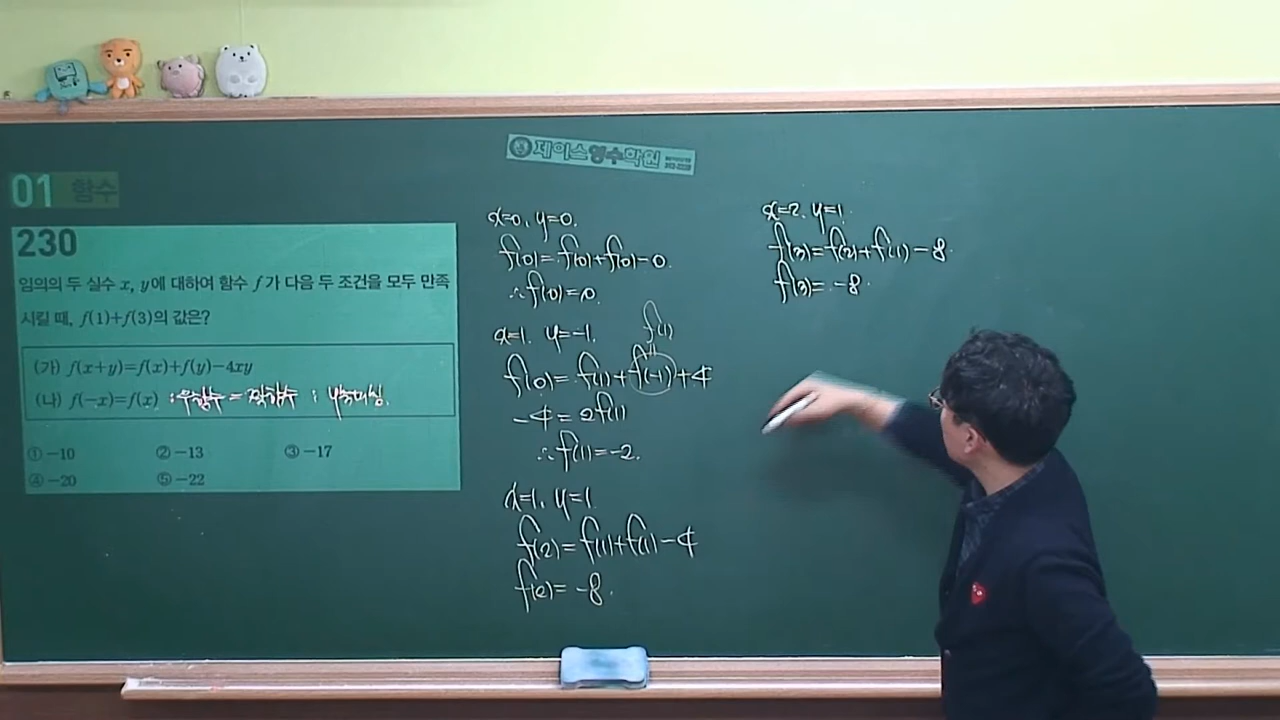 제이스영수학원
01 함수
230
임의의 두 실수 x, y에 대하여 함수 f가 다음 두 조건을 모두 만족
시킬 때, f(1)+f(3)의 값은?
(가) f(x+y)=f(x)+f(y)-4xy
(나) f(-x)=f(x) : 우함수 = 짝함수 : y축대칭.
① -10 ② -13 ③ -17
④ -20 ⑤ -22
x=0, y=0.
f(0)=f(0)+f(0)-0.
∴f(0)=0.
x=1. y=-1.
f(1)
"
f(0)=f(1)+f(-1)+4
-4=2f(1)
∴f(1)=-2.
x=1, y=1
f(2)=f(1)+f(1)-4
f(2)=-8.
x=2, y=1.
f(3)=f(2)+f(1)-8.
f(3)=-8.